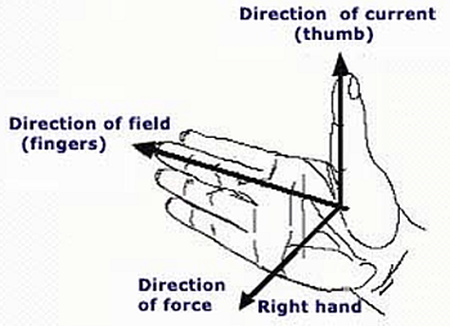 Direction of current
(thumb)
Direction of field
(fingers)
Direction
of force
Right hand